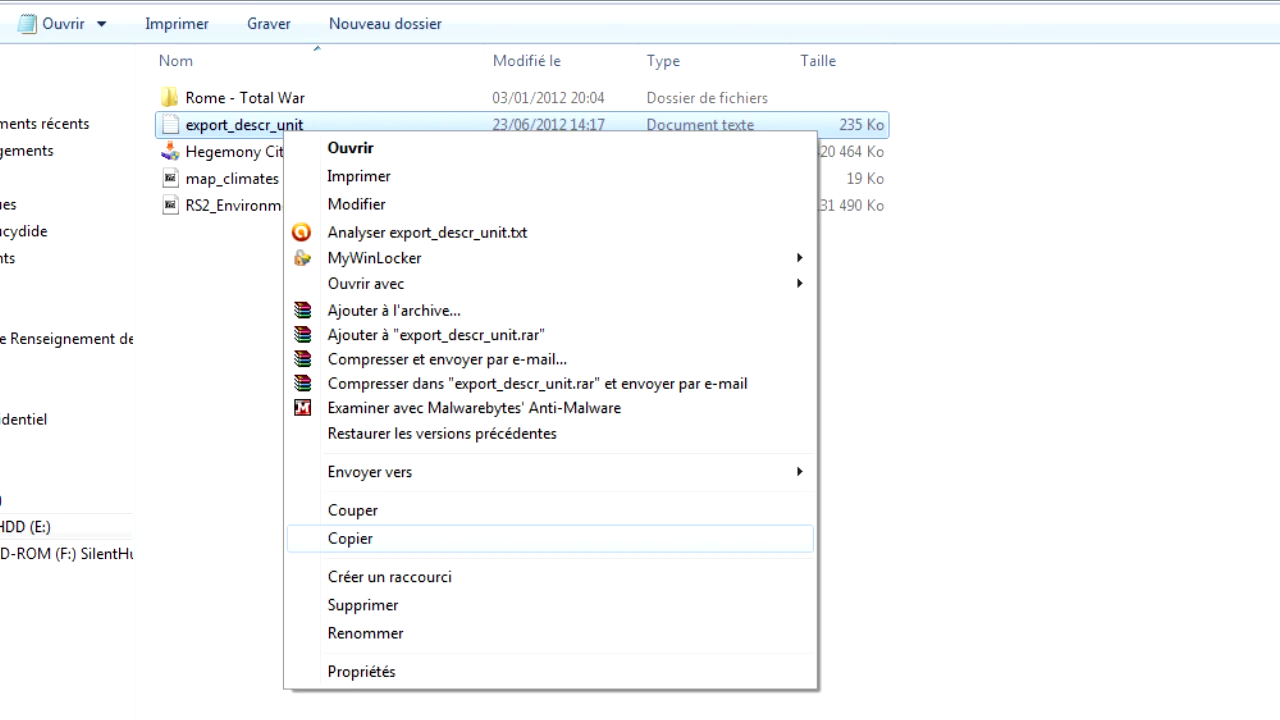 Ouvrir Imprimer Graver Nouveau dossier
Nom Modifié le Type Taille
Rome - Total War 03/01/2012 20:04 Dossier de fichiers
ments récents export_descr_unit 23/06/2012 14:17 Document texte 235 Ko
gements Hegemony Cit 20 464 Ko
map_climates 19 Ko
ues RS2_Environm 31 490 Ko
cydide
nts
e Renseignement de
identiel
HDD (E:)
D-ROM (F:) SilentHu
Ouvrir
Imprimer
Modifier
Analyser export_descr_unit.txt
MyWinLocker
Ouvrir avec
Ajouter à l'archive...
Ajouter à "export_descr_unit.rar"
Compresser et envoyer par e-mail...
Compresser dans "export_descr_unit.rar" et envoyer par e-mail
Examiner avec Malwarebytes' Anti-Malware
Restaurer les versions précédentes
Envoyer vers
Couper
Copier
Créer un raccourci
Supprimer
Renommer
Propriétés